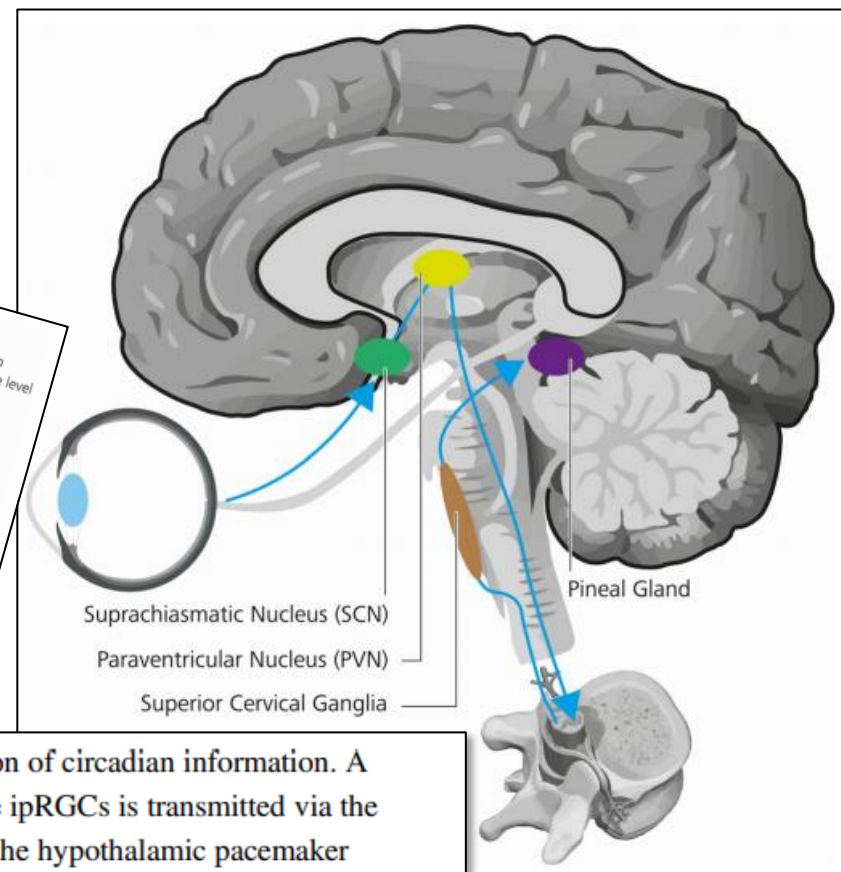 level
Suprachiasmatic Nucleus (SCN)
Paraventricular Nucleus (PVN)
Superior Cervical Ganglia
Pineal Gland
on of circadian information. A
ipRGCs is transmitted via the
he hypothalamic pacemaker